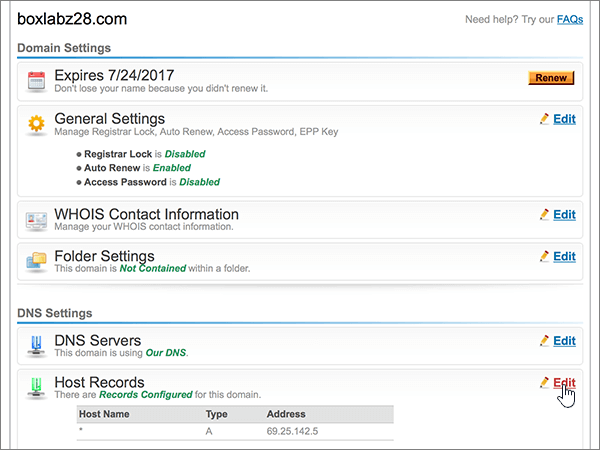 boxlabz28.com
Need help? Try our FAQs
Domain Settings
Expires 7/24/2017
Don't lose your name because you didn't renew it.
Renew
General Settings
Edit
Manage Registrar Lock, Auto Renew, Access Password, EPP Key
Registrar Lock is Disabled
Auto Renew is Enabled
Access Password is Disabled
WHOIS Contact Information
Edit
Manage your WHOIS contact information.
Folder Settings
Edit
This domain is Not Contained within a folder.
DNS Settings
DNS Servers
Edit
This domain is using Our DNS.
Host Records
Edit
There are Records Configured for this domain.
Host Name Type Address
* A 69.25.142.5